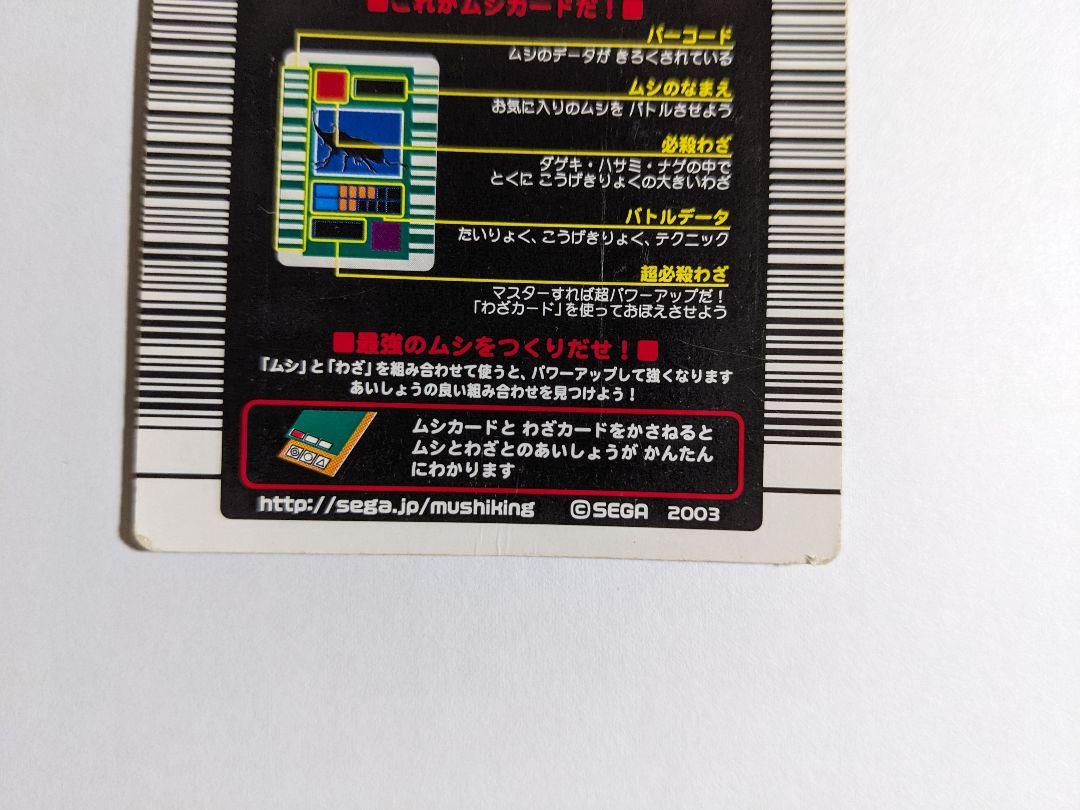 ■これがムシカードだ！■
バーコード
ムシのデータが きろくされている
ムシのなまえ
お気に入りのムシを バトルさせよう
必殺わざ
ダゲキ・ハサミ・ナゲの中で
とくに こうげきりょくの大きいわざ
バトルデータ
たいりょく、こうげきりょく、テクニック
超必殺わざ
マスターすれば超パワーアップだ！
「わざカード」を使っておぼえさせよう
■最強のムシをつくりだせ！■
「ムシ」と「わざ」を組み合わせて使うと、パワーアップして強くなります
あいしょうの良い組み合わせを見つけよう！
ムシカードと わざカードをかさねると
ムシとわざとのあいしょうが かんたん
にわかります
http://sega.jp/mushiking ©SEGA 2003